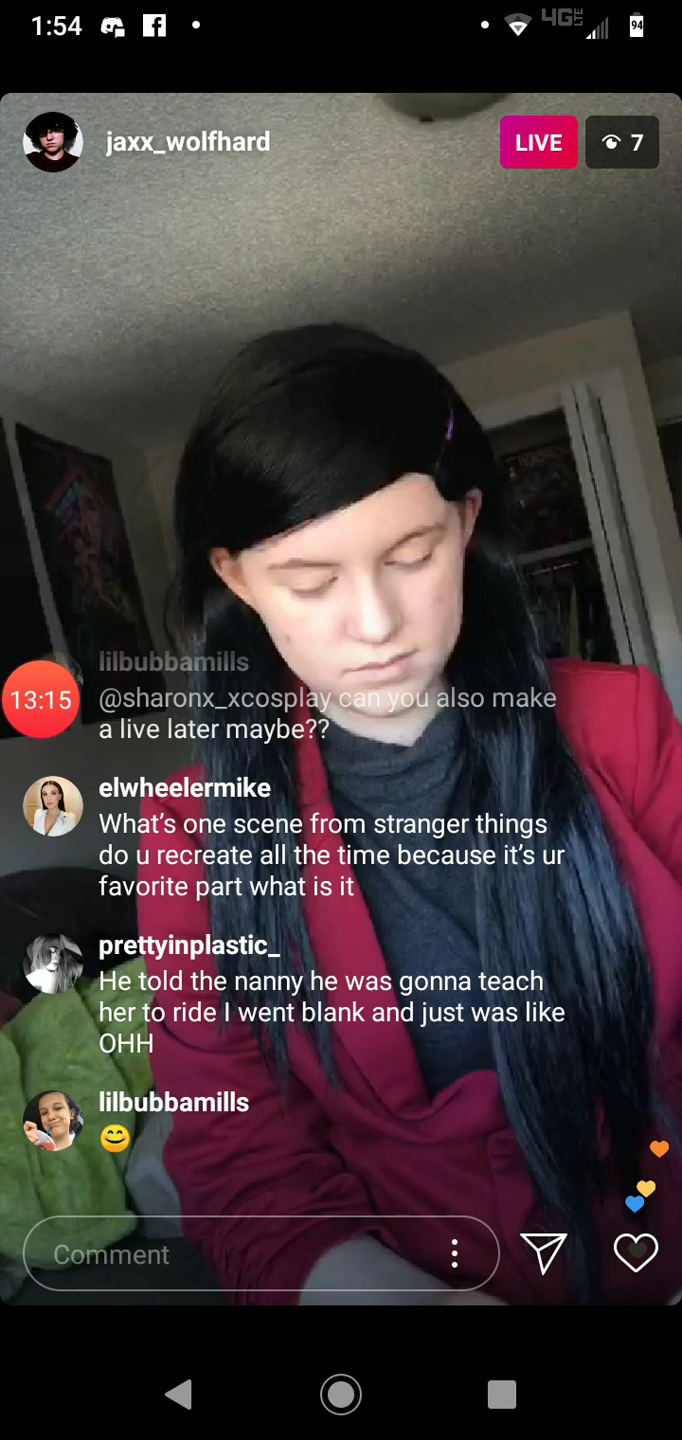 1:54
4G LTE
94
jaxx_wolfhard
LIVE
7
lilbubbamills
@sharonx_xcosplay can you also make
a live later maybe??
13:15
elwheelermike
What's one scene from stranger things
do u recreate all the time because it's ur
favorite part what is it
prettyinplastic_
He told the nanny he was gonna teach
her to ride I went blank and just was like
OHH
lilbubbamills
😊
Comment